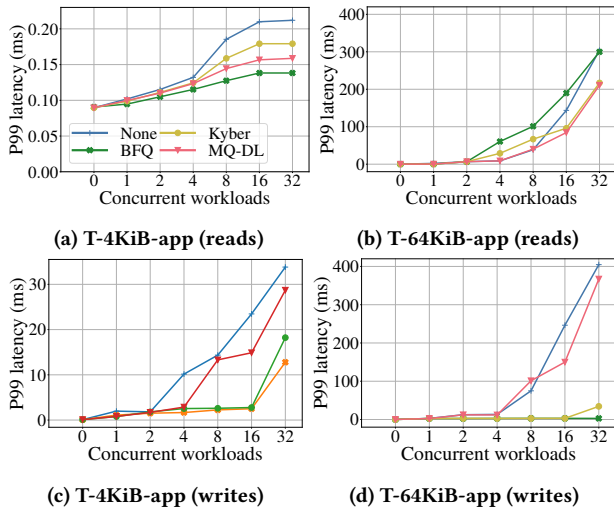 P99 latency (ms)
0.20
0.15
0.10
0.05
0.00
None
Kyber
BFQ
MQ-DL
0 1 2 4 8 16 32
Concurrent workloads
(a) T-4KiB-app (reads)
P99 latency (ms)
400
300
200
100
0
0 1 2 4 8 16 32
Concurrent workloads
(b) T-64KiB-app (reads)
P99 latency (ms)
30
20
10
0
0 1 2 4 8 16 32
Concurrent workloads
(c) T-4KiB-app (writes)
P99 latency (ms)
400
300
200
100
0
0 1 2 4 8 16 32
Concurrent workloads
(d) T-64KiB-app (writes)